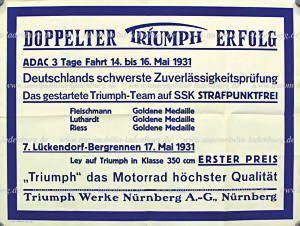 DOPPELTER TRIUMPH ERFOLG
ADAC 3 Tage Fahrt 14. bis 16. Mai 1931
Deutschlands schwerste Zuverlässigkeitsprüfung
Das gestartete Triumph-Team auf SSK STRAFPUNKTFREI
Fleischmann Goldene Medaille
Luthardt Goldene Medaille
Riess Goldene Medaille
7. Lückendorf-Bergrennen 17. Mai 1931
Ley auf Triumph in Klasse 350 cm ERSTER PREIS
„Triumph" das Motorrad höchster Qualität
Triumph Werke Nürnberg A.-G., Nürnberg